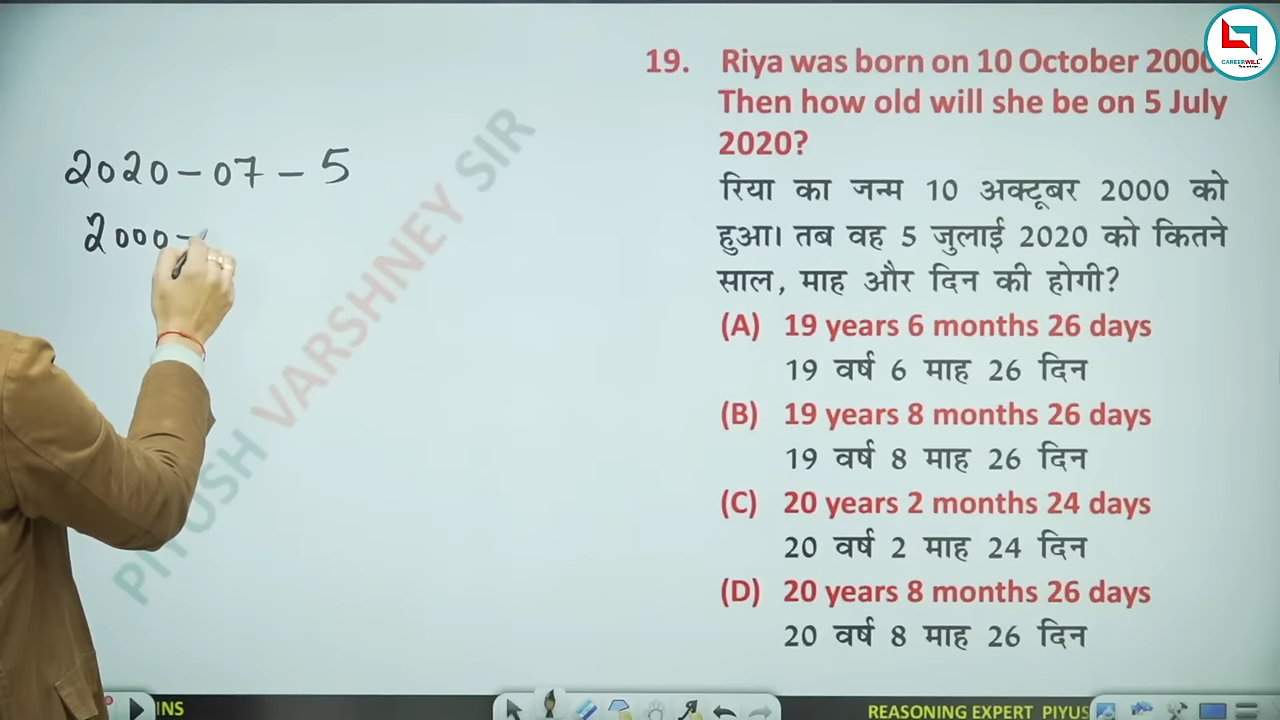 19. Riya was born on 10 October 2000
Then how old will she be on 5 July
2020?
रिया का जन्म 10 अक्टूबर 2000 को
हुआ। तब वह 5 जुलाई 2020 को कितने
साल, माह और दिन की होगी?
(A) 19 years 6 months 26 days
19 वर्ष 6 माह 26 दिन
(B) 19 years 8 months 26 days
19 वर्ष 8 माह 26 दिन
(C) 20 years 2 months 24 days
20 वर्ष 2 माह 24 दिन
(D) 20 years 8 months 26 days
20 वर्ष 8 माह 26 दिन
2020-07-5
2000-
PIYUSH VARSHNEY SIR
CAREERWILL
INS
REASONING EXPERT PIYUS